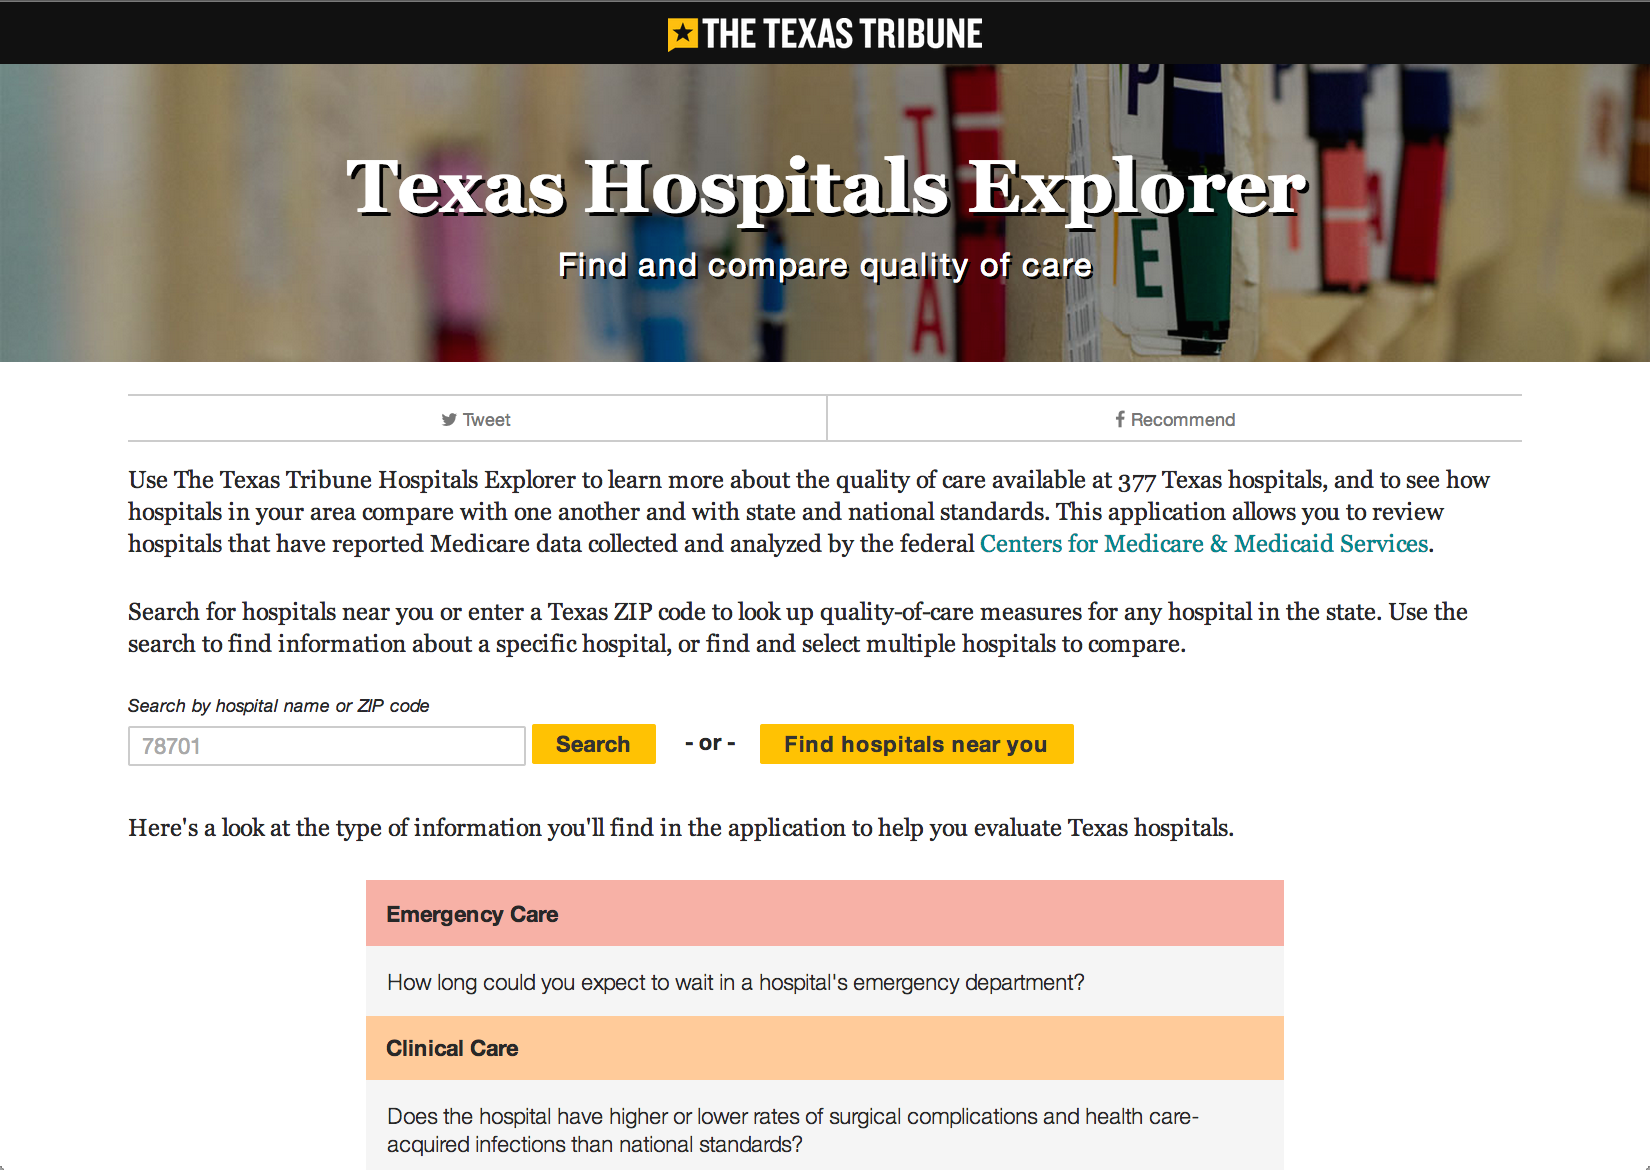 THE TEXAS TRIBUNE
Texas Hospitals Explorer
Find and compare quality of care
Tweet
Recommend
Use The Texas Tribune Hospitals Explorer to learn more about the quality of care available at 377 Texas hospitals, and to see how
hospitals in your area compare with one another and with state and national standards. This application allows you to review
hospitals that have reported Medicare data collected and analyzed by the federal Centers for Medicare & Medicaid Services.
Search for hospitals near you or enter a Texas ZIP code to look up quality-of-care measures for any hospital in the state. Use the
search to find information about a specific hospital, or find and select multiple hospitals to compare.
Search by hospital name or ZIP code
78701 Search - or - Find hospitals near you
Here's a look at the type of information you'll find in the application to help you evaluate Texas hospitals.
Emergency Care
How long could you expect to wait in a hospital's emergency department?
Clinical Care
Does the hospital have higher or lower rates of surgical complications and health care-
acquired infections than national standards?